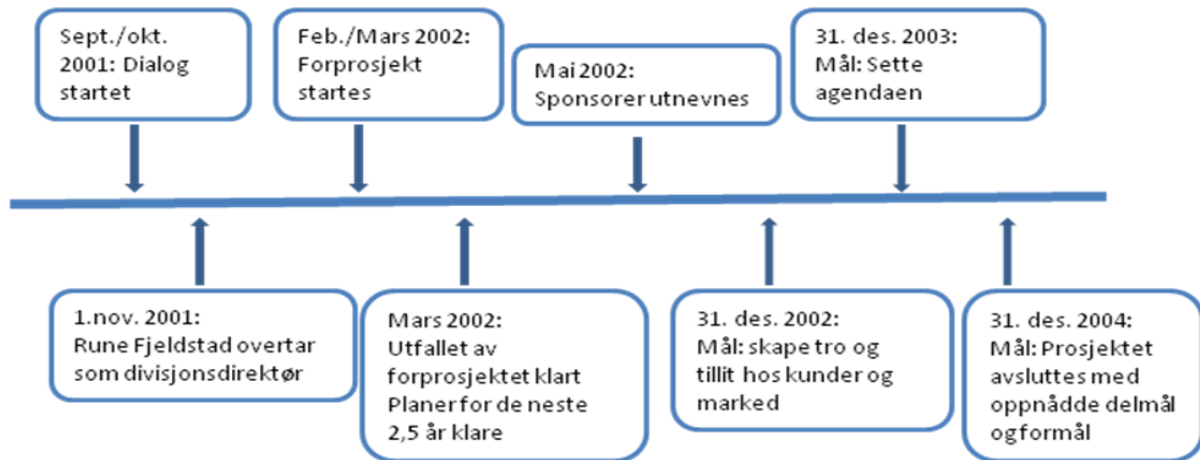 Sept./okt.
2001: Dialog
startet
Feb./Mars 2002:
Forprosjekt
startes
Mai 2002:
Sponsorer utnevnes
31. des. 2003:
Mål: Sette
agendaen
1.nov. 2001:
Rune Fjeldstad overtar
som divisjonsdirektør
Mars 2002:
Utfallet av
forprosjektet klart
Planer for de neste
2,5 år klare
31. des. 2002:
Mål: skape tro og
tillit hos kunder og
marked
31. des. 2004:
Mål: Prosjektet
avsluttes med
oppnådde delmål
og formål